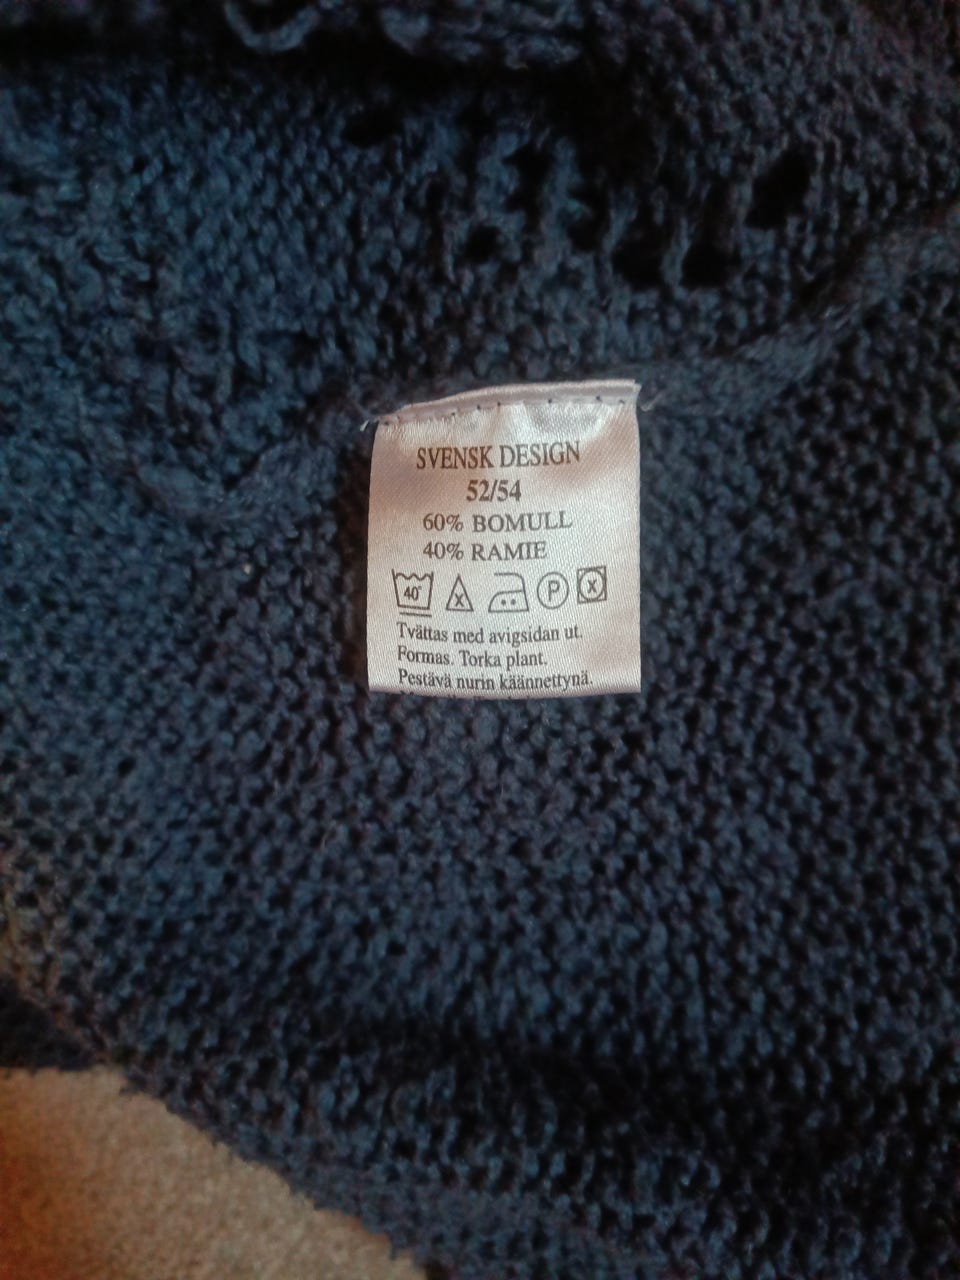 SVENSK DESIGN
52/54
60% BOMULL
40% RAMIE
40° X P X
Tvättas med avigsidan ut.
Formas. Torka plant.
Pestävä nurin käännettynä.